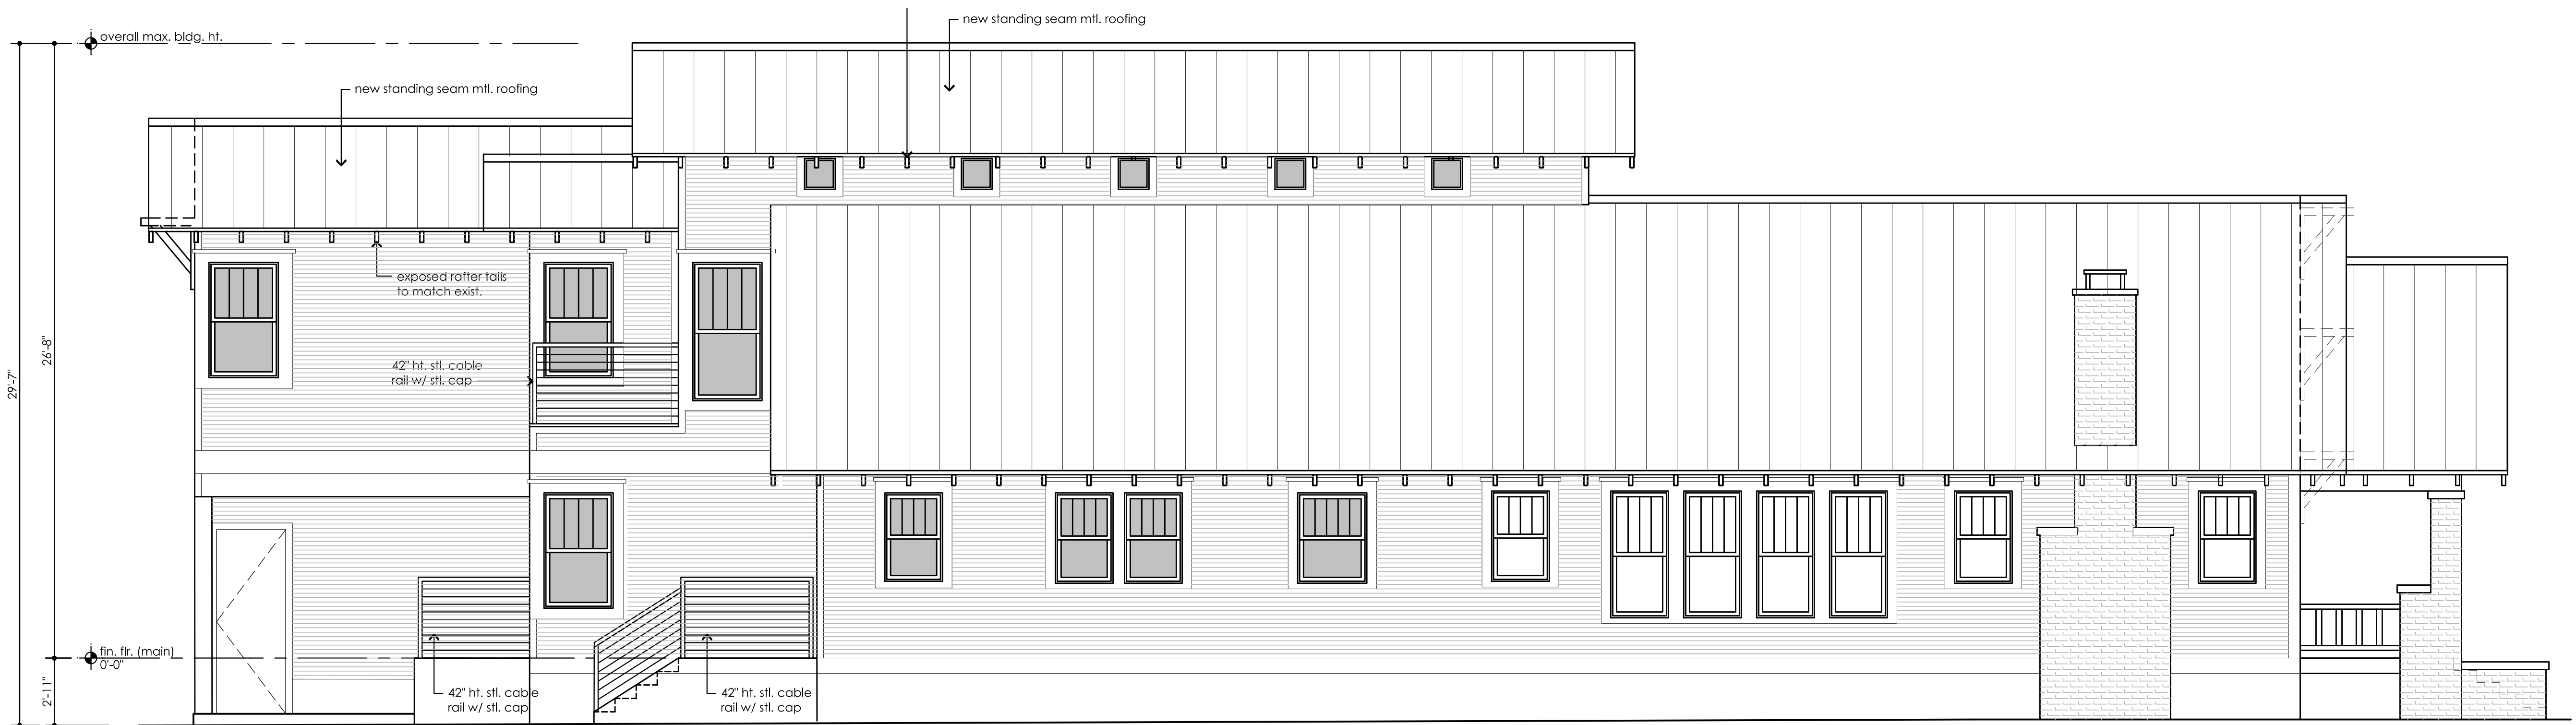 new standing seam mtl. roofing
overall max. bldg. ht.
new standing seam mtl. roofing
exposed rafter tails
to match exist.
26'-8"
29'-7"
42" ht. stl. cable
rail w/ stl. cap
fin. flr. (main)
0'-0"
2'-11"
42" ht. stl. cable
rail w/ stl. cap
42" ht. stl. cable
rail w/ stl. cap